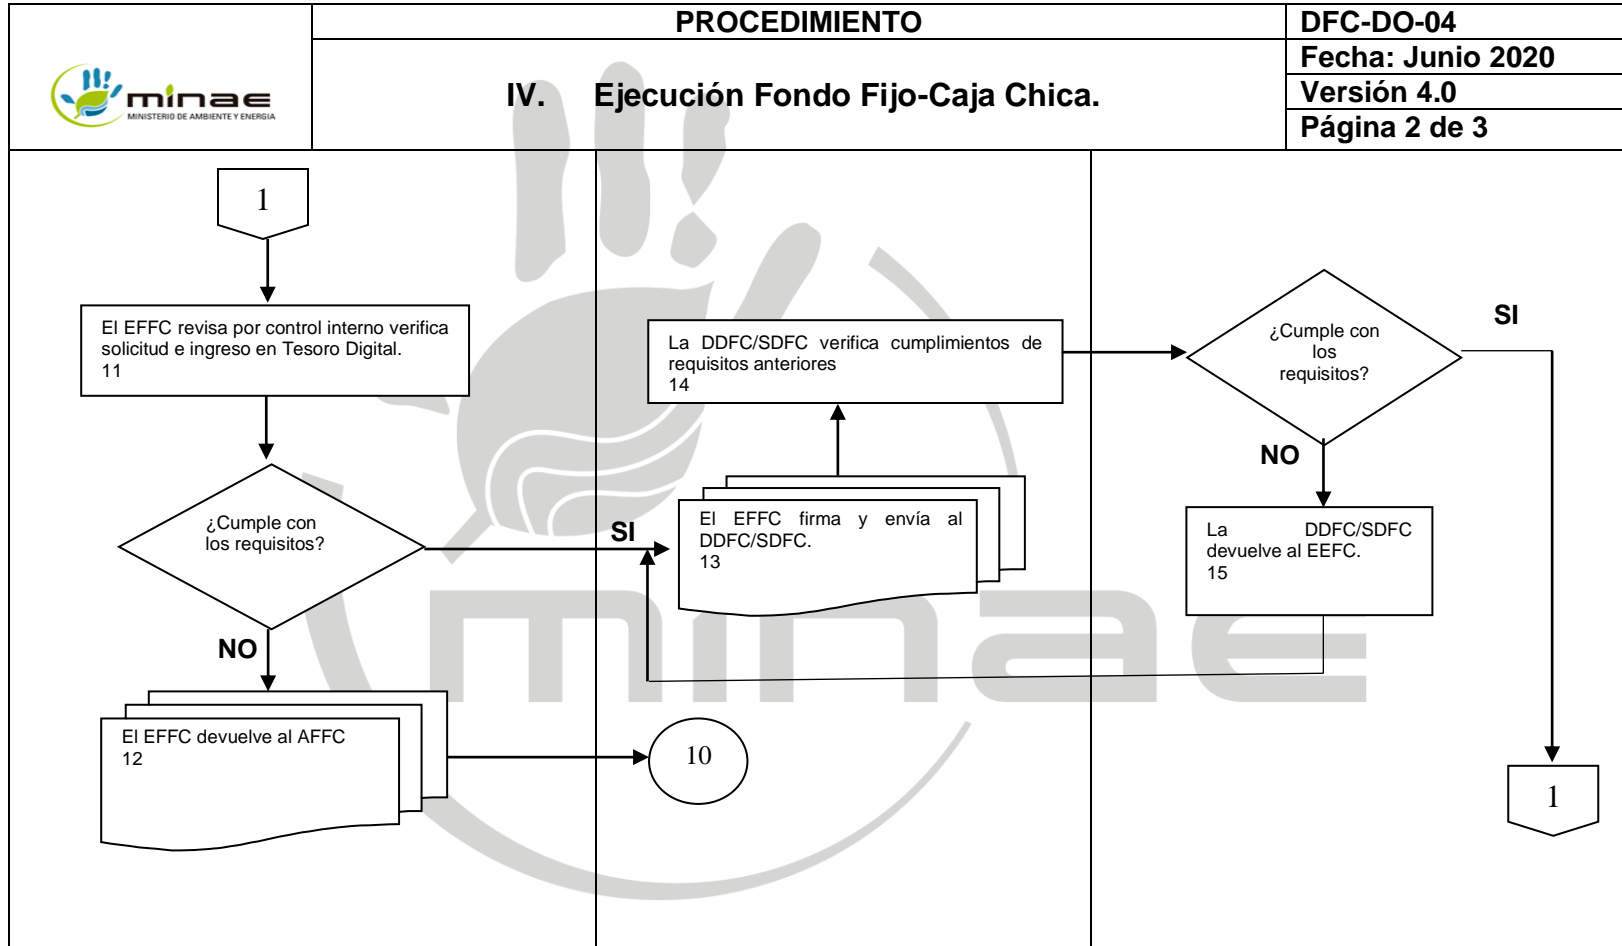 PROCEDIMIENTO
DFC-DO-04
Fecha: Junio 2020
IV. Ejecución Fondo Fijo-Caja Chica.
Versión 4.0
Página 2 de 3
minae
MINISTERIO DE AMBIENTE Y ENERGIA
1
El EFFC revisa por control interno verifica
solicitud e ingreso en Tesoro Digital.
11
¿Cumple con
los requisitos?
SI
NO
El EFFC devuelve al AFFC
12
10
El EFFC firma y envía al
DDFC/SDFC.
13
La DDFC/SDFC verifica cumplimientos de
requisitos anteriores
14
¿Cumple con
los
requisitos?
SI
NO
La DDFC/SDFC
devuelve al EEFC.
15
1
minae